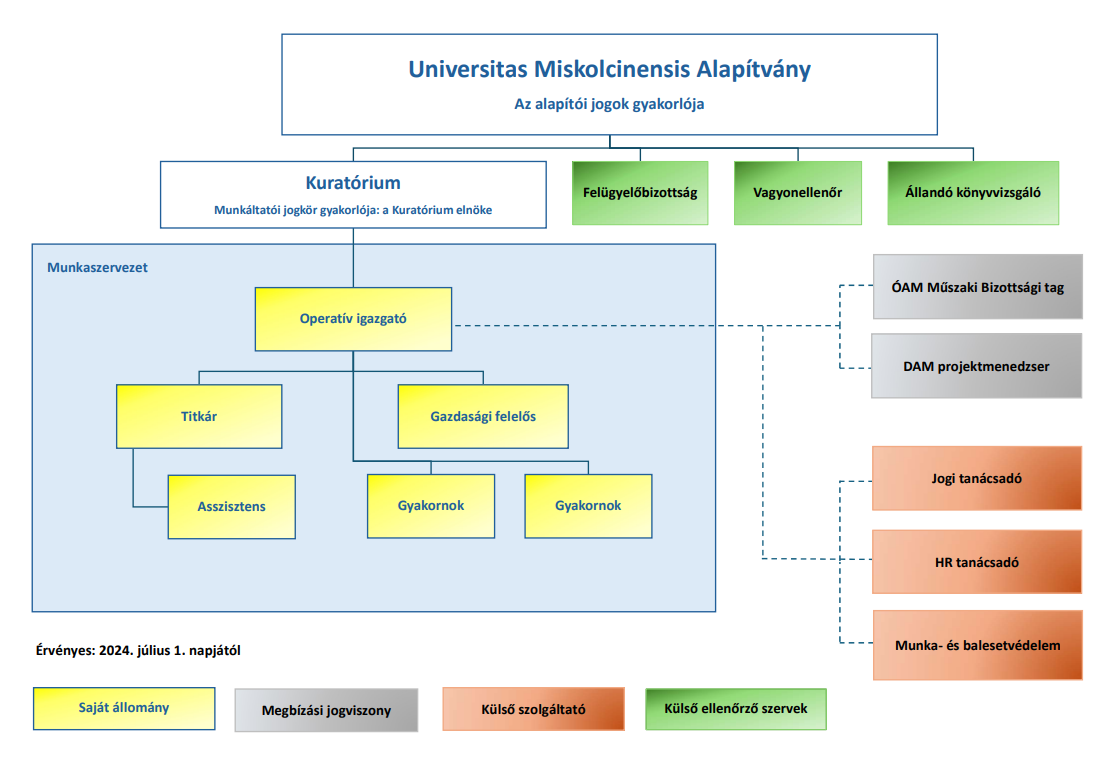 Universitas Miskolcinensis Alapítvány
Az alapítói jogok gyakorlója
Kuratórium
Munkáltatói jogkör gyakorlója: a Kuratórium elnöke
Felügyelőbizottság
Vagyonellenőr
Állandó könyvvizsgáló
Munkaszervezet
Operatív igazgató
ÓAM Műszaki Bizottsági tag
DAM projektmenedzser
Titkár
Gazdasági felelős
Asszisztens
Gyakornok
Gyakornok
Jogi tanácsadó
HR tanácsadó
Munka- és balesetvédelem
Érvényes: 2024. július 1. napjától
Saját állomány
Megbízási jogviszony
Külső szolgáltató
Külső ellenőrző szervek